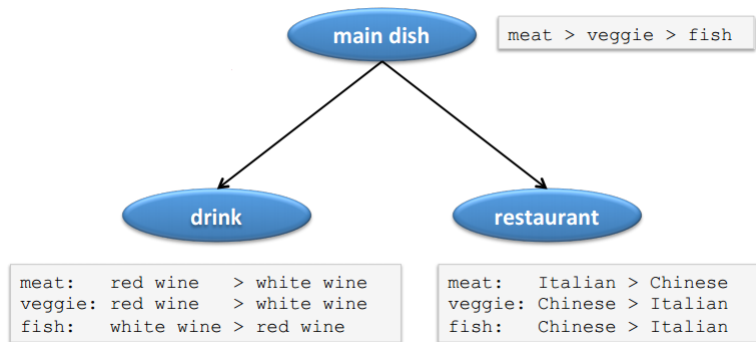 main dish
meat > veggie > fish
drink
restaurant
meat: red wine > white wine
veggie: red wine > white wine
fish: white wine > red wine
meat: Italian > Chinese
veggie: Chinese > Italian
fish: Chinese > Italian